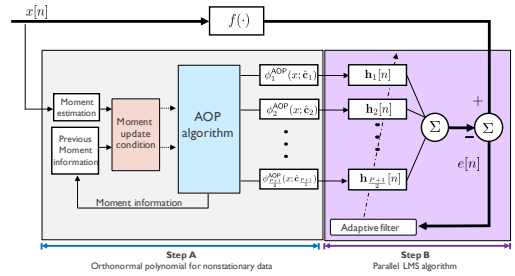 x[n]
f(·)
Moment
estimation
Previous
Moment
information
Moment
update
condition
AOP
algorithm
ϕ₁^AOP(x; ĉ₁)
ϕ₂^AOP(x; ĉ₂)
ϕ_{(P+1)/2}^AOP(x; ĉ_{(P+1)/2})
h₁[n]
h₂[n]
h_{(P+1)/2}[n]
Σ
+
Σ
−
e[n]
Moment information
Adaptive filter
Step A
Orthonormal polynomial for nonstationary data
Step B
Parallel LMS algorithm